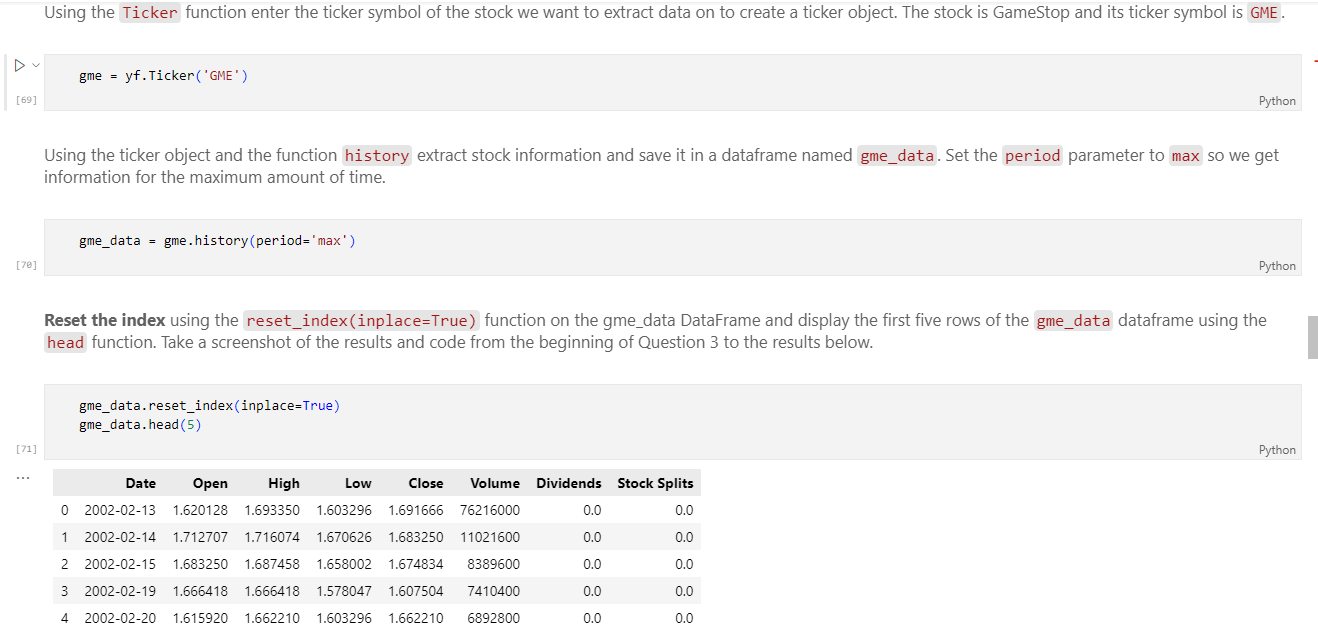 Using the Ticker function enter the ticker symbol of the stock we want to extract data on to create a ticker object. The stock is GameStop and its ticker symbol is GME.
gme = yf.Ticker('GME')
[69]
Python
Using the ticker object and the function history extract stock information and save it in a dataframe named gme_data. Set the period parameter to max so we get
information for the maximum amount of time.
gme_data = gme.history(period='max')
[70]
Python
Reset the index using the reset_index(inplace=True) function on the gme_data DataFrame and display the first five rows of the gme_data dataframe using the
head function. Take a screenshot of the results and code from the beginning of Question 3 to the results below.
gme_data.reset_index(inplace=True)
gme_data.head(5)
[71]
Python
...
Date Open High Low Close Volume Dividends Stock Splits
0 2002-02-13 1.620128 1.693350 1.603296 1.691666 76216000 0.0 0.0
1 2002-02-14 1.712707 1.716074 1.670626 1.683250 11021600 0.0 0.0
2 2002-02-15 1.683250 1.687458 1.658002 1.674834 8389600 0.0 0.0
3 2002-02-19 1.666418 1.666418 1.578047 1.607504 7410400 0.0 0.0
4 2002-02-20 1.615920 1.662210 1.603296 1.662210 6892800 0.0 0.0